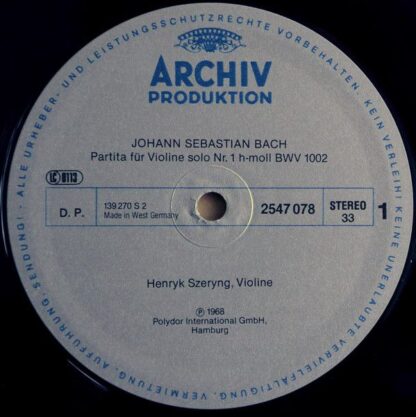 ALLE URHEBER- UND LEISTUNGSSCHUTZRECHTE VORBEHALTEN. KEIN VERLEIH! KEINE UNERLAUBTE VERVIELFÄLTIGUNG, VERMIETUNG, AUFFÜHRUNG, SENDUNG!
ARCHIV
PRODUKTION
JOHANN SEBASTIAN BACH
Partita für Violine solo Nr. 1 h-moll BWV 1002
LC 0113
D. P.
139 270 S 2
Made in West Germany
2547 078
STEREO
33
1
Henryk Szeryng, Violine
Ⓟ 1968
Polydor International GmbH,
Hamburg